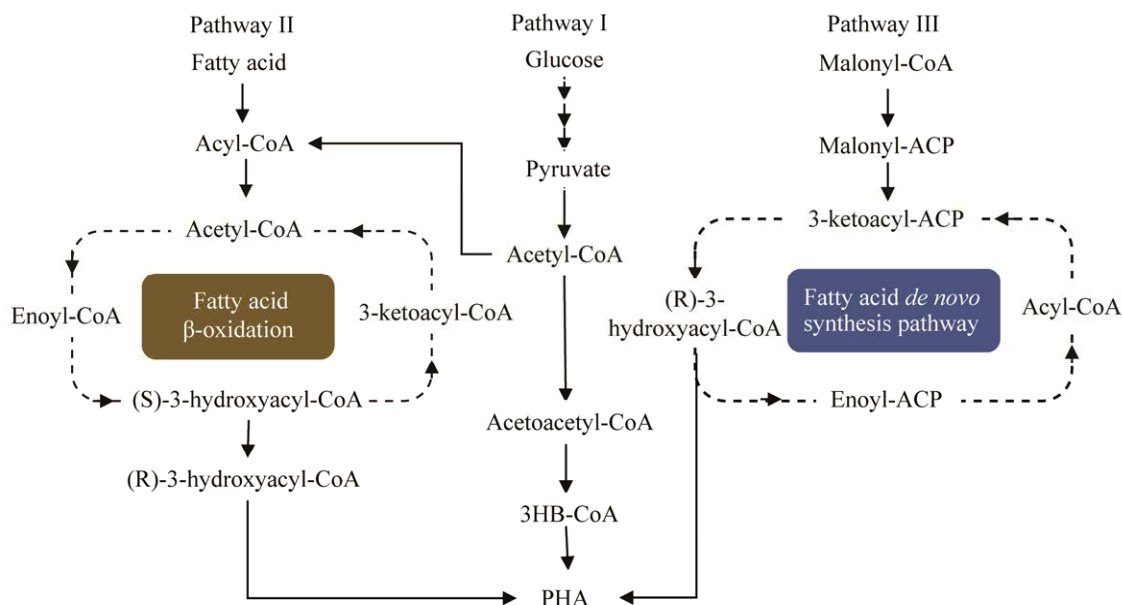 Pathway II
Fatty acid
Acyl-CoA
Acetyl-CoA
Enoyl-CoA
Fatty acid
β-oxidation
3-ketoacyl-CoA
(S)-3-hydroxyacyl-CoA
(R)-3-hydroxyacyl-CoA
Pathway I
Glucose
Pyruvate
Acetyl-CoA
Acetoacetyl-CoA
3HB-CoA
PHA
Pathway III
Malonyl-CoA
Malonyl-ACP
3-ketoacyl-ACP
(R)-3-
hydroxyacyl-CoA
Fatty acid de novo
synthesis pathway
Acyl-CoA
Enoyl-ACP